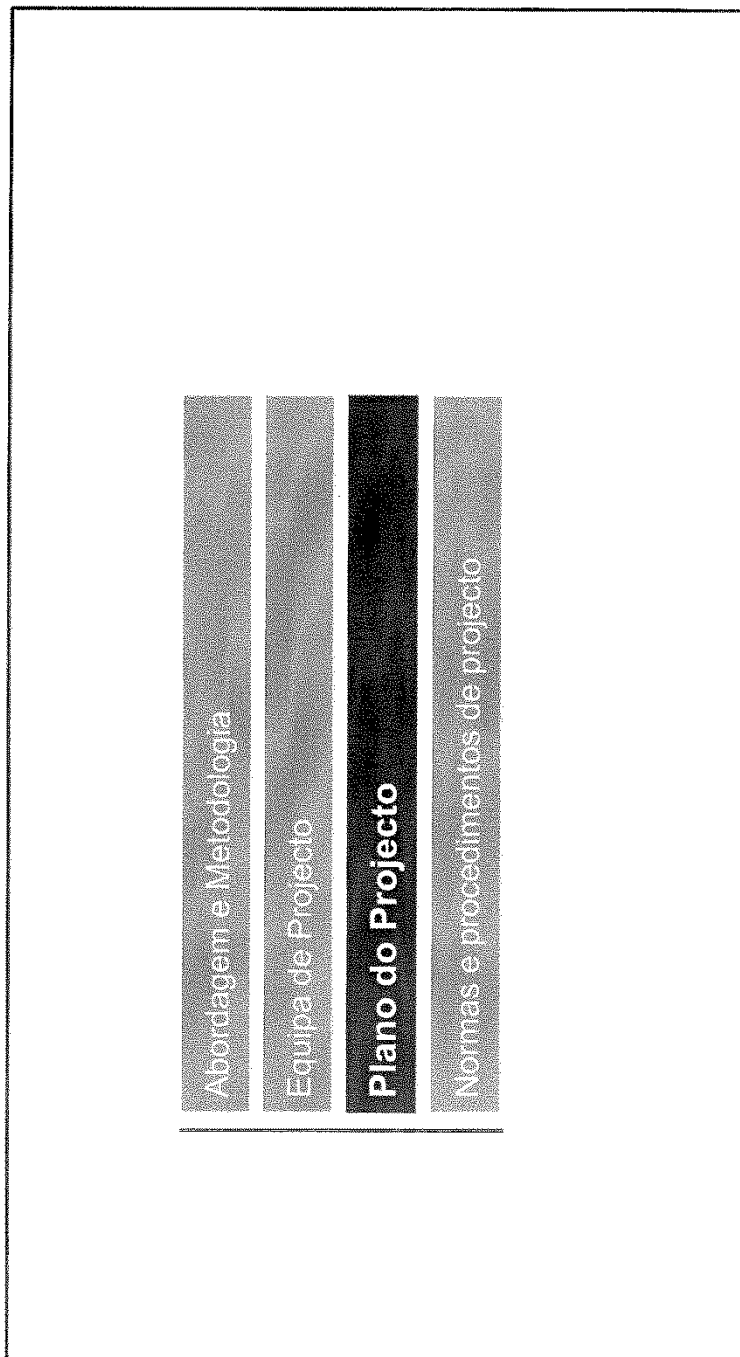 Abordagem e Metodologia
Equipa de Projecto
Plano do Projecto
Normas e procedimentos de projecto